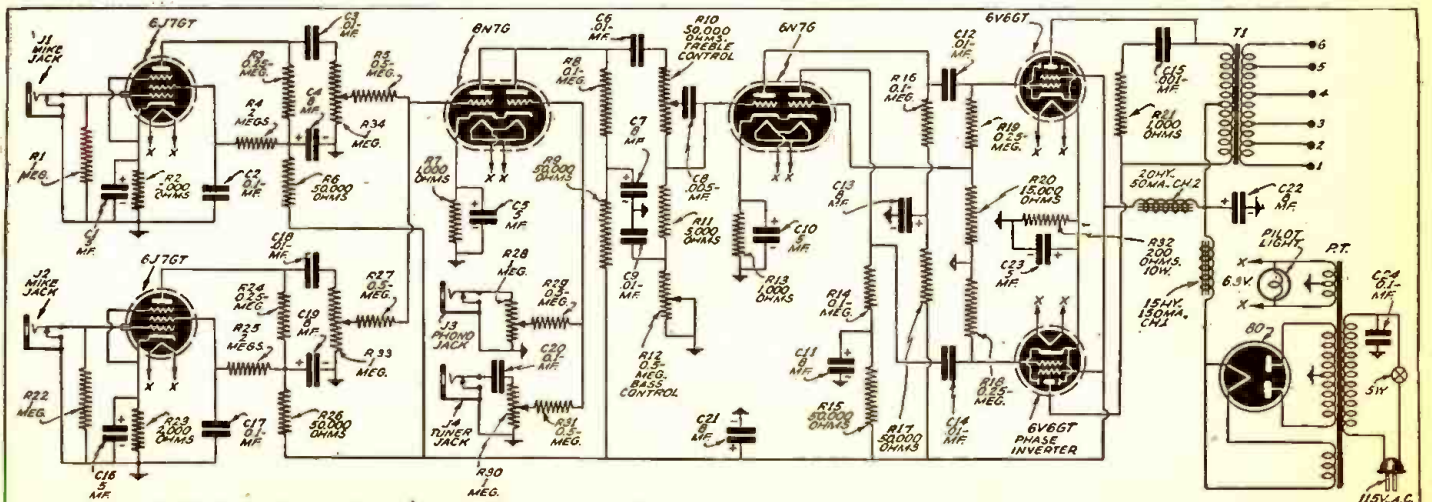 J1
MIKE
JACK
6J7GT
R1
1
MEG.
C1
5
MF.
R2
X
C2
0.1-
MF.
R3
0.25-
MEG.
R4
2
MEGS.
C3
.01-
MF.
C4
8
MF.
R5
0.5-
MEG.
R34
MEG.
R6
50,000
OHMS
J2
MIKE
JACK
6J7GT
R22
1
MEG.
C16
5
MF.
X
R23
2,000
OHMS
C17
0.1-
MF.
R24
0.25-
MEG.
R25
2
MEGS.
C18
.01-
MF.
C19
8
MF.
R27
0.5-
MEG.
R33
MEG.
R26
50,000
OHMS
6N7G
R7
1,000
OHMS
X X
C5
5
MF.
R28
1
MEG.
J3
PHONO
JACK
R29
0.5-
MEG.
C20
0.1-
MF.
J4
TUNER
JACK
R30
1
MEG.
R31
0.5-
MEG.
R8
0.1-
MEG.
R9
50,000
OHMS
C6
.01-
MF.
C7
8
MF.
C9
.01-
MF.
R10
50,000
OHMS.
TREBLE
CONTROL
C8
.005-
MF.
R11
5,000
OHMS
R12
0.5-
MEG.
BASS
CONTROL
6N7G
X X
C10
5
MF.
R13
1,000
OHMS
C21
8
MF.
C11
8
MF.
R14
0.1-
MEG.
R15
50,000
OHMS
C13
8
MF.
R16
0.1-
MEG.
R17
50,000
OHMS
C12
.01-
MF.
R19
0.25-
MEG.
R20
15,000
OHMS
C14
.01-
MF.
R18
0.25-
MEG.
6V6GT
X X
C23
5
MF.
R32
200
OHMS.
10W.
X X
6V6GT
PHASE
INVERTER
C15
.001-
MF.
R21
1,000
OHMS
T1
6
5
4
3
2
1
20HY.
50MA.CH.2
C22
8
MF.
15HY.
150MA.
CH.1
PILOT
LIGHT
X
6.3V.
X
P.T.
80
C24
0.1-
MF.
SW
115V.A.C.